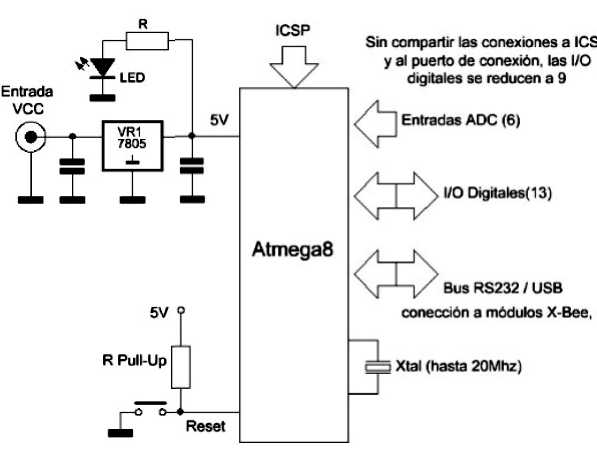 ICSP
R
Sin compartir las conexiones a ICS
y al puerto de conexión, las I/O
digitales se reducen a 9
LED
Entrada
VCC
VR1
7805
5V
Entradas ADC (6)
I/O Digitales(13)
Atmega8
Bus RS232 / USB
conección a módulos X-Bee,
5V
R Pull-Up
Xtal (hasta 20Mhz)
Reset